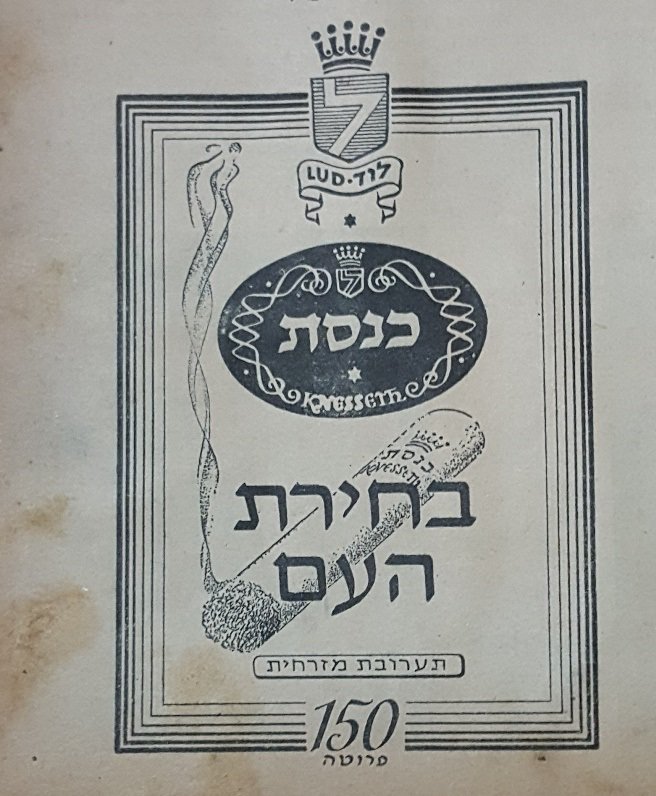 ל
לוד · LUD
ל
כנסת
KNESSETH
כנסת
KNESSETH
בחירת
העם
תערובת מזרחית
150
פרוטה